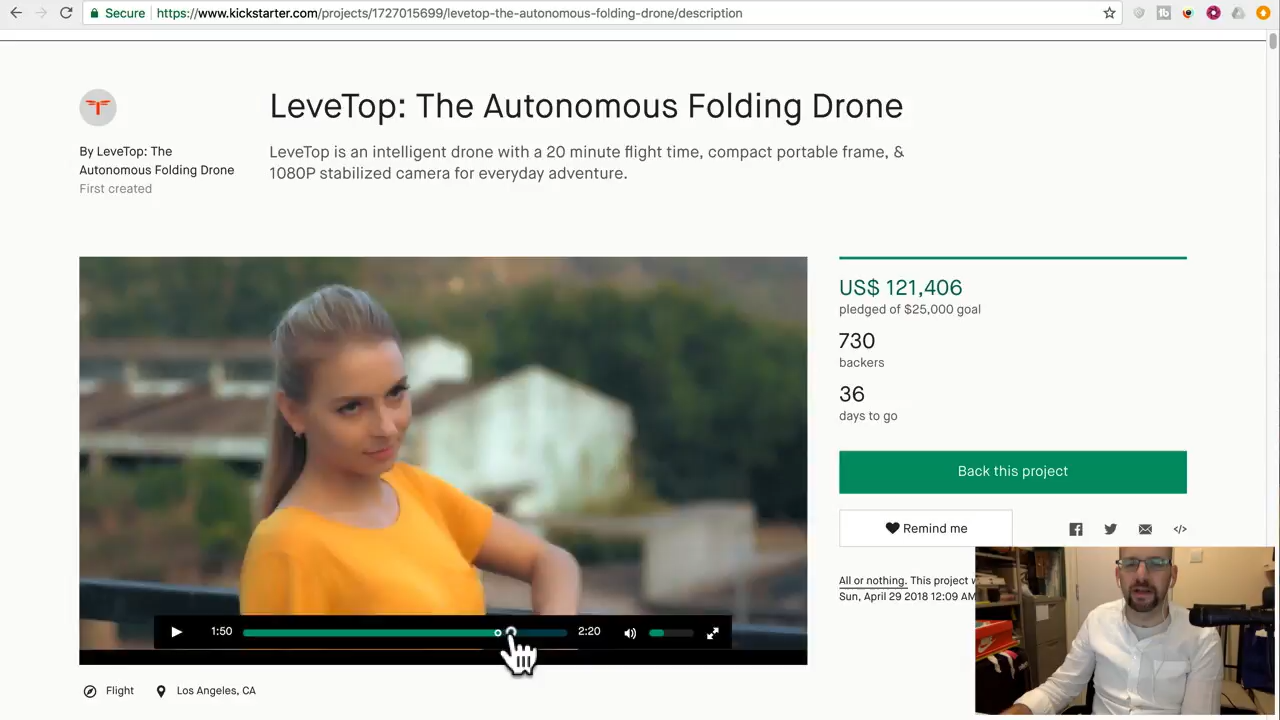 Secure https://www.kickstarter.com/projects/1727015699/levetop-the-autonomous-folding-drone/description
LeveTop: The Autonomous Folding Drone
By LeveTop: The
Autonomous Folding Drone
First created
LeveTop is an intelligent drone with a 20 minute flight time, compact portable frame, &
1080P stabilized camera for everyday adventure.
US$ 121,406
pledged of $25,000 goal
730
backers
36
days to go
Back this project
Remind me
All or nothing. This project
Sun, April 29 2018 12:09 AM
1:50
2:20
Flight
Los Angeles, CA